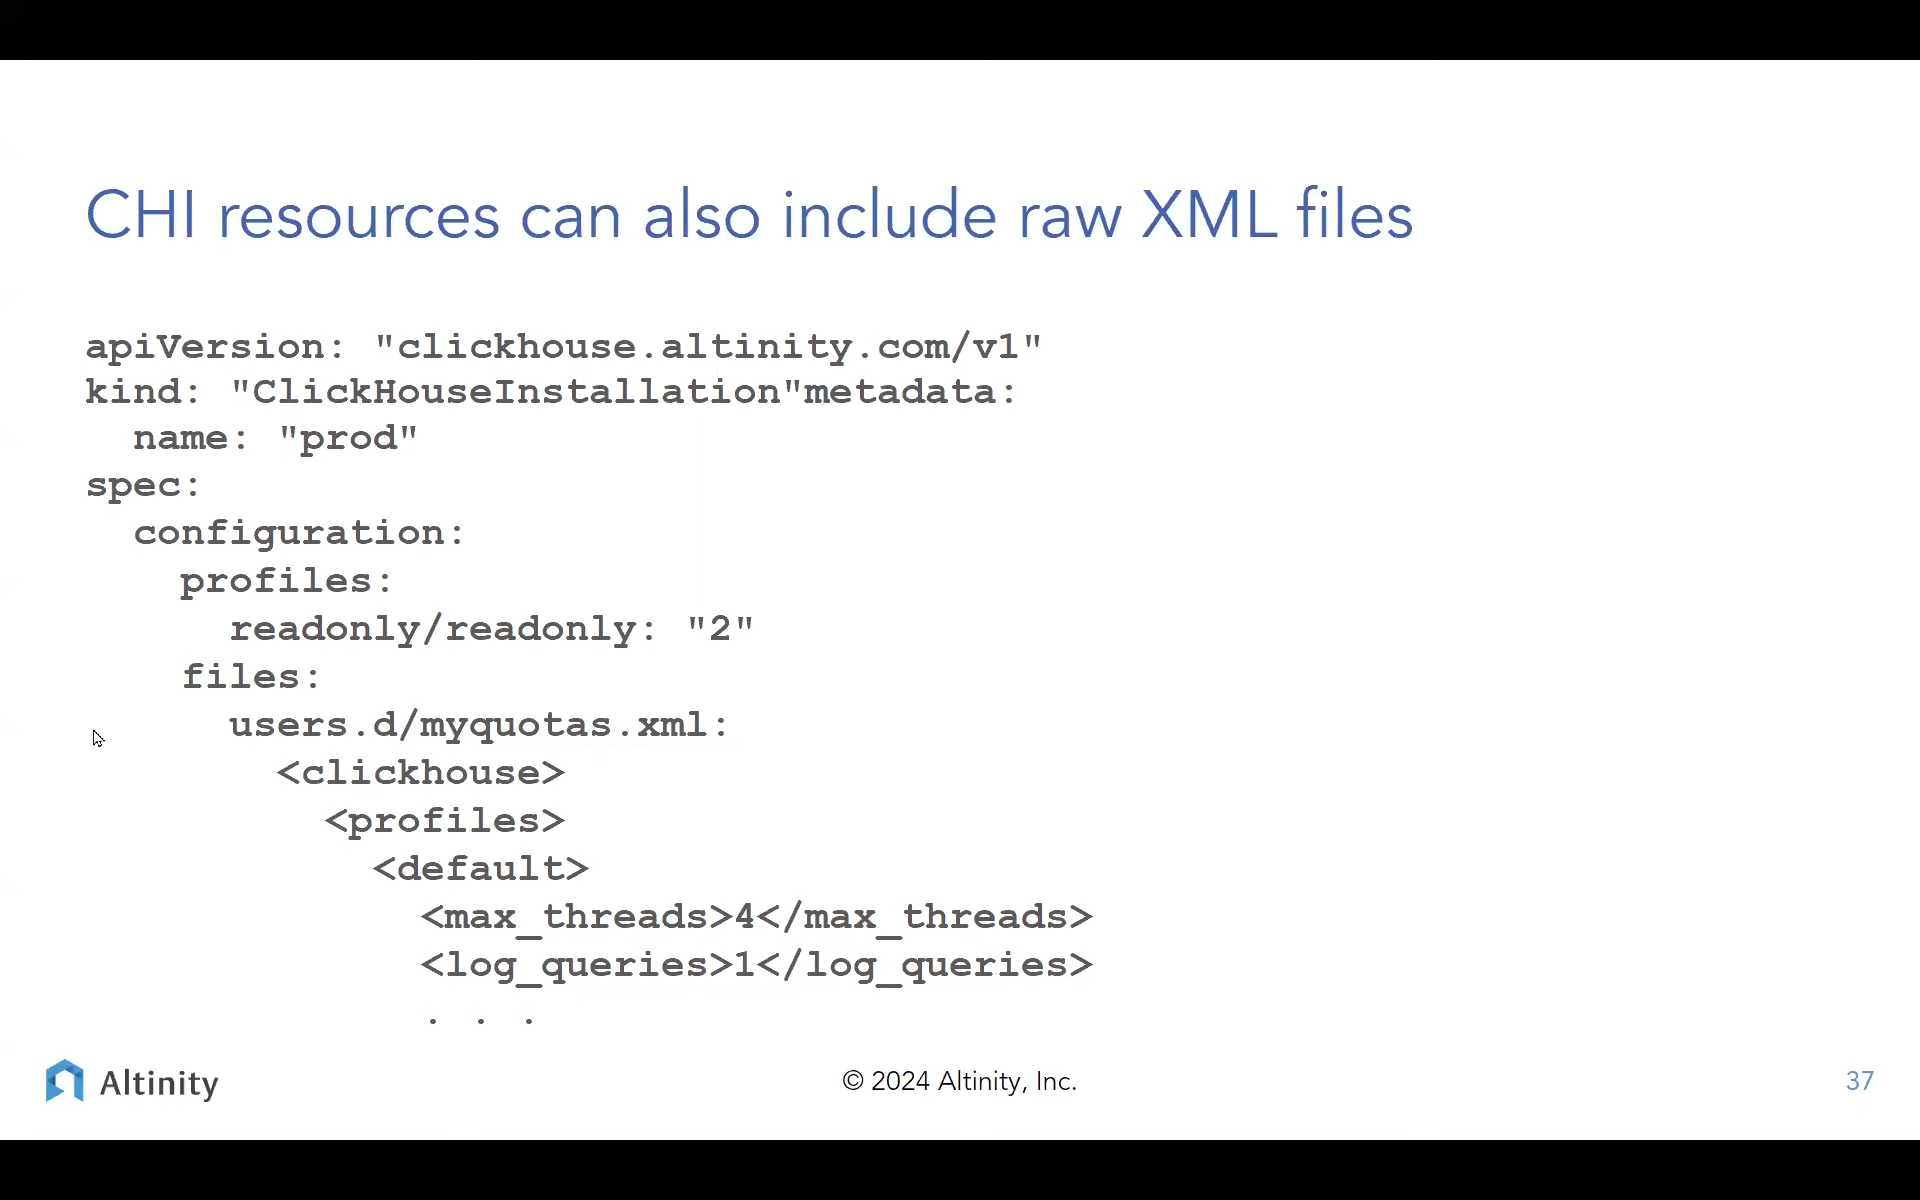 CHI resources can also include raw XML files
apiVersion: "clickhouse.altinity.com/v1"
kind: "ClickHouseInstallation"metadata:
  name: "prod"
spec:
  configuration:
    profiles:
      readonly/readonly: "2"
    files:
      users.d/myquotas.xml:
        <clickhouse>
          <profiles>
            <default>
              <max_threads>4</max_threads>
              <log_queries>1</log_queries>
              . . .
Altinity
© 2024 Altinity, Inc.
37